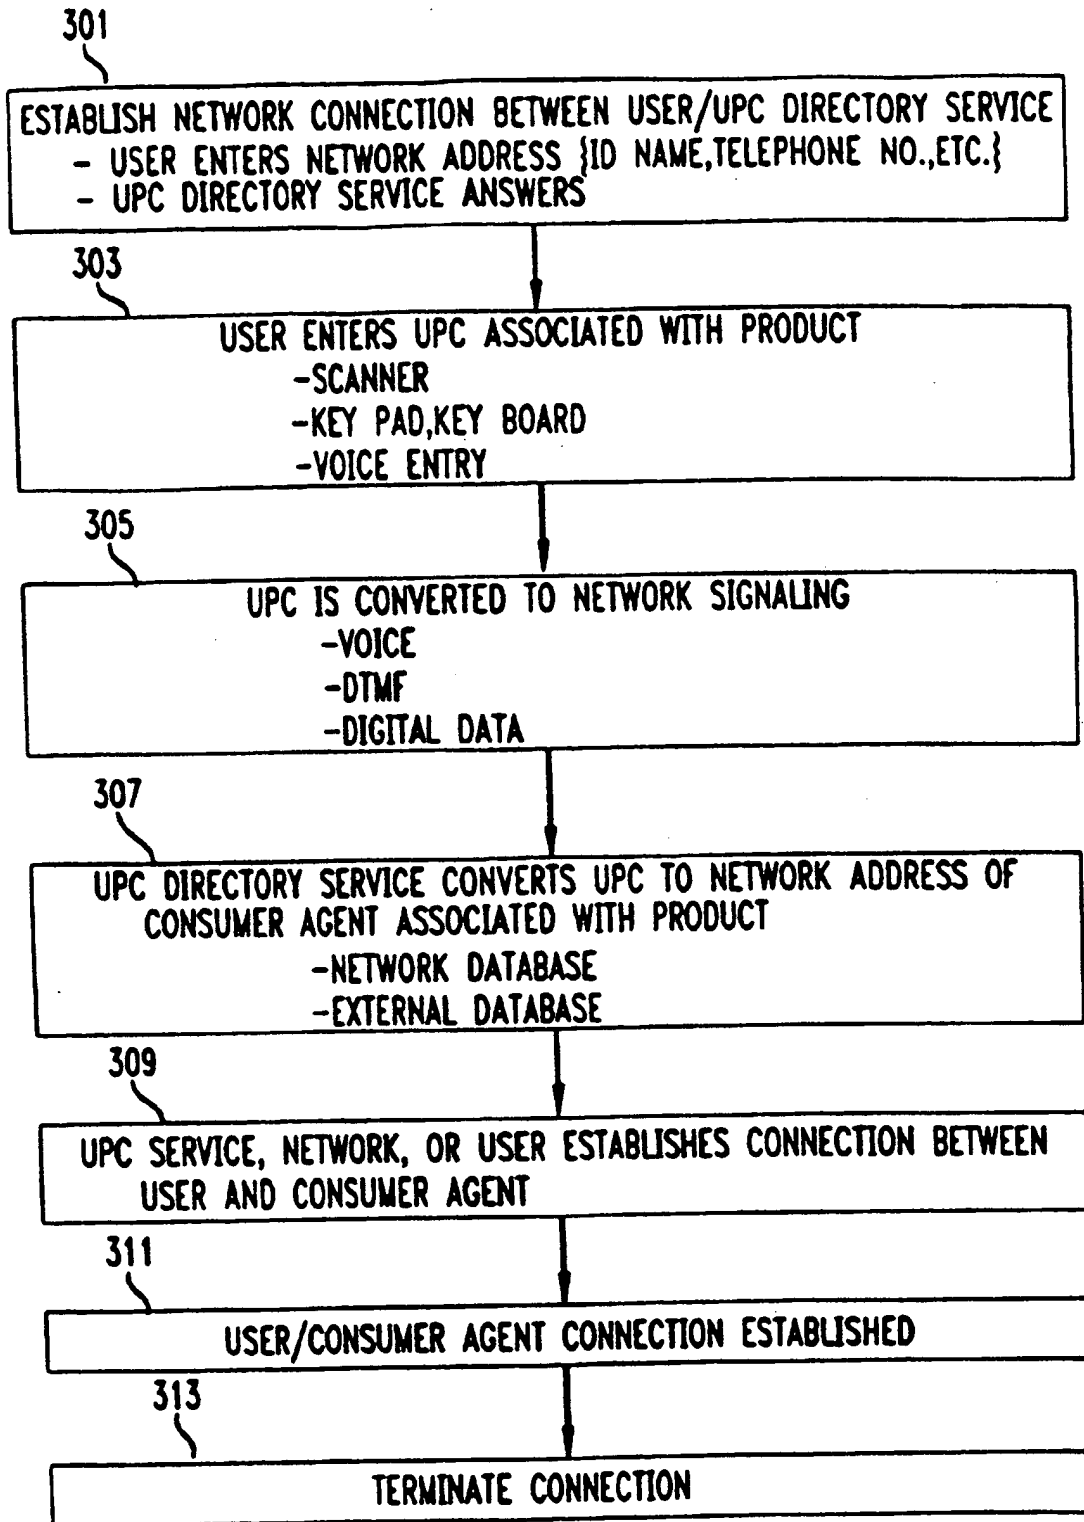 301
ESTABLISH NETWORK CONNECTION BETWEEN USER/UPC DIRECTORY SERVICE
- USER ENTERS NETWORK ADDRESS {ID NAME,TELEPHONE NO.,ETC.}
- UPC DIRECTORY SERVICE ANSWERS
303
USER ENTERS UPC ASSOCIATED WITH PRODUCT
-SCANNER
-KEY PAD,KEY BOARD
-VOICE ENTRY
305
UPC IS CONVERTED TO NETWORK SIGNALING
-VOICE
-DTMF
-DIGITAL DATA
307
UPC DIRECTORY SERVICE CONVERTS UPC TO NETWORK ADDRESS OF
CONSUMER AGENT ASSOCIATED WITH PRODUCT
-NETWORK DATABASE
-EXTERNAL DATABASE
309
UPC SERVICE, NETWORK, OR USER ESTABLISHES CONNECTION BETWEEN
USER AND CONSUMER AGENT
311
USER/CONSUMER AGENT CONNECTION ESTABLISHED
313
TERMINATE CONNECTION